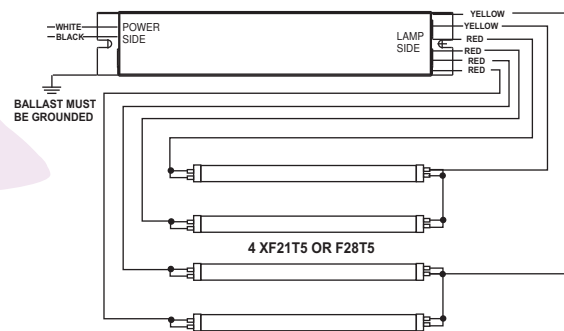 WHITE
BLACK
POWER
SIDE
LAMP
SIDE
YELLOW
YELLOW
RED
RED
RED
RED
BALLAST MUST
BE GROUNDED
4 XF21T5 OR F28T5